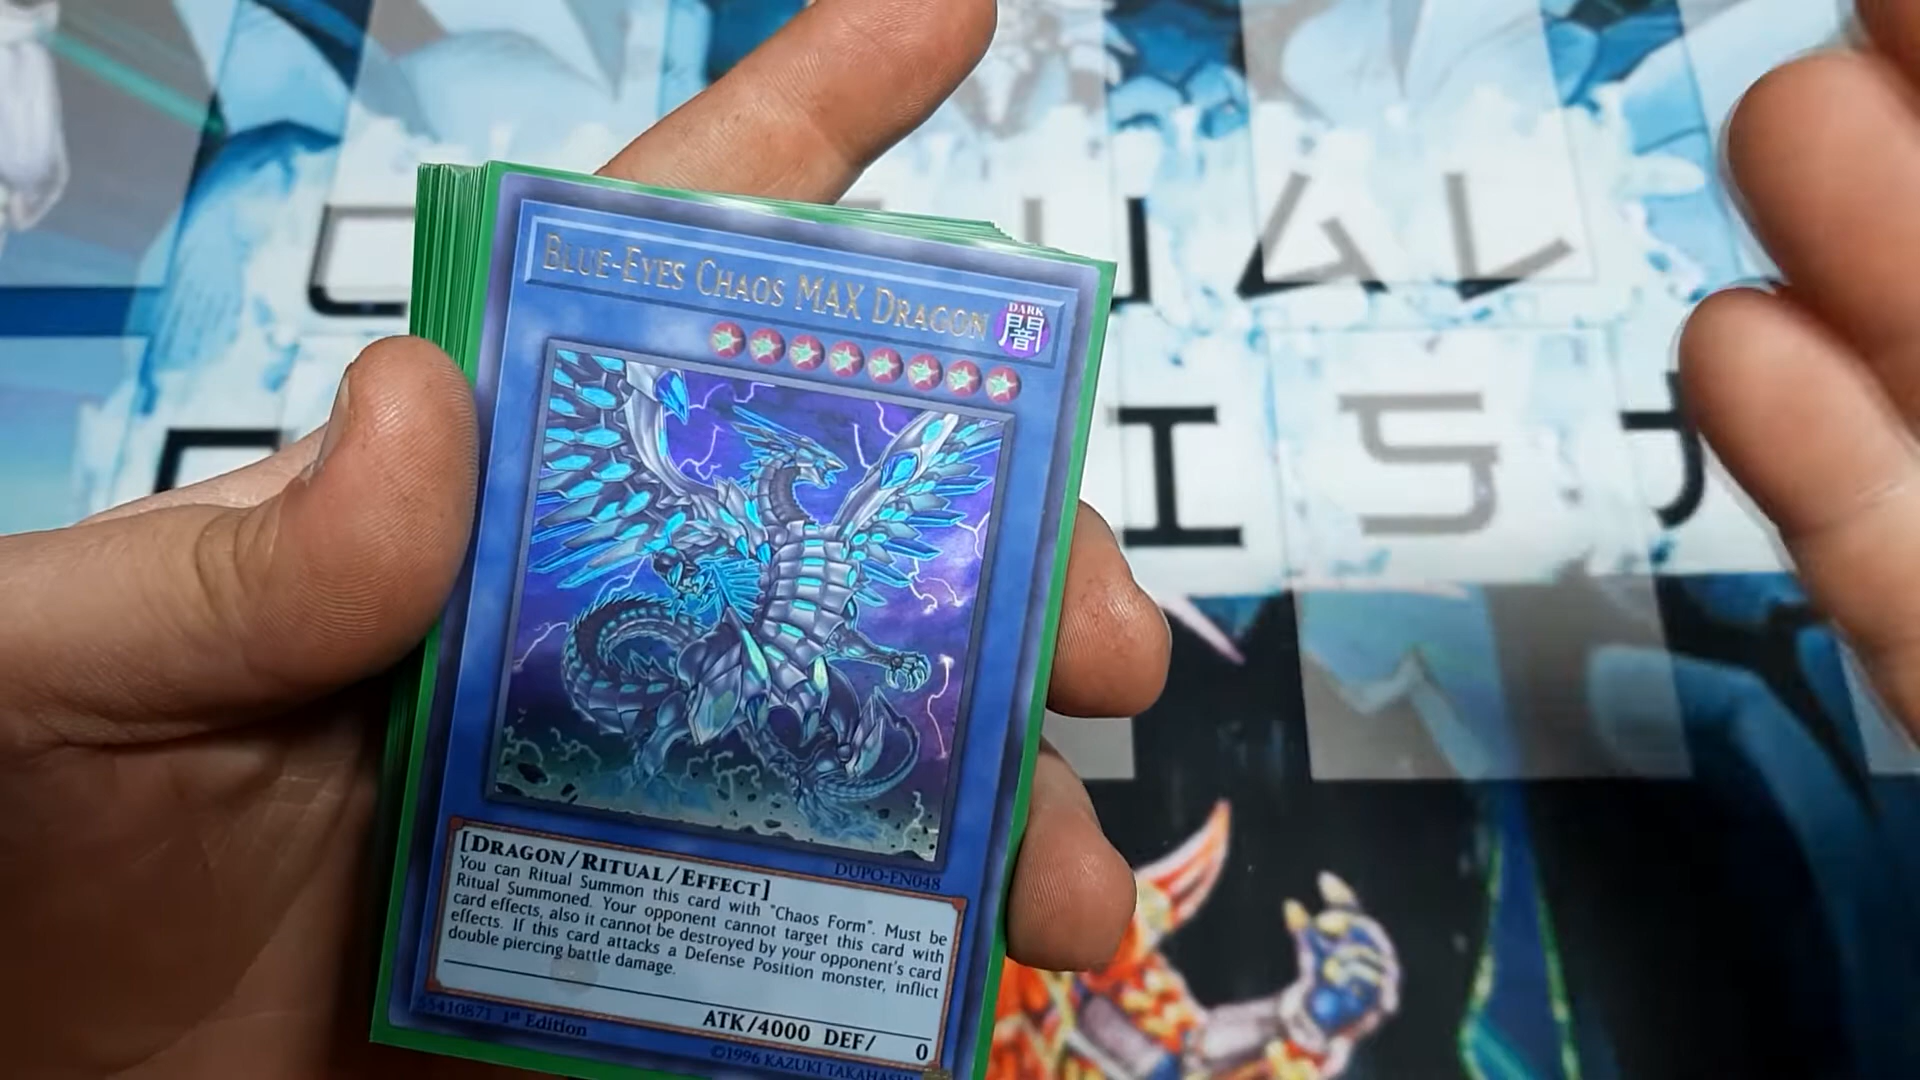 BLUE-EYES CHAOS MAX DRAGON
DARK
闇
DUPO-EN048
[DRAGON/RITUAL/EFFECT]
You can Ritual Summon this card with "Chaos Form". Must be
Ritual Summoned. Your opponent cannot target this card with
card effects, also it cannot be destroyed by your opponent's card
effects. If this card attacks a Defense Position monster, inflict
double piercing battle damage.
ATK/4000 DEF/ 0
55410871 1st Edition
©1996 KAZUKI TAKAHASHI